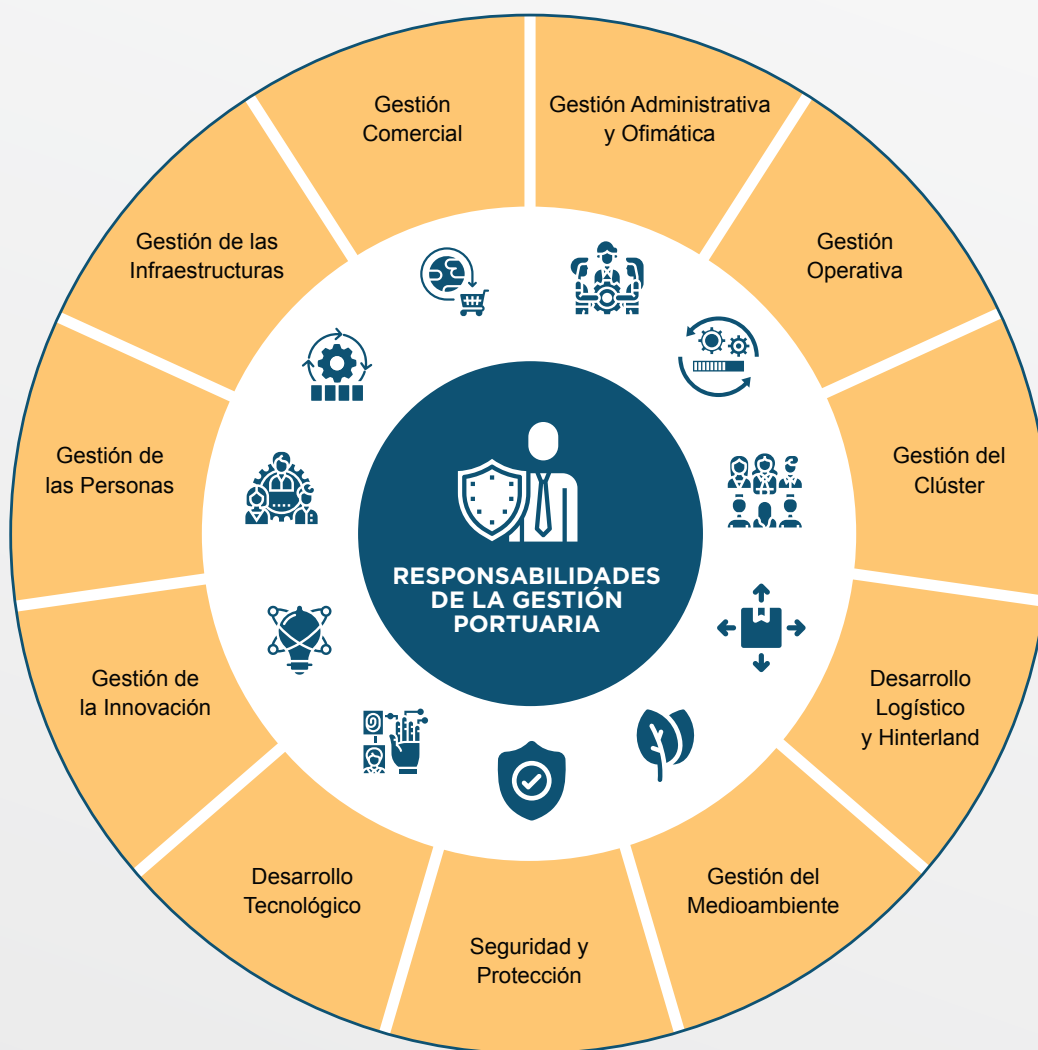 Gestión
Comercial
Gestión Administrativa
y Ofimática
Gestión
Operativa
Gestión del
Clúster
Desarrollo
Logístico
y Hinterland
Gestión del
Medioambiente
Seguridad y
Protección
Desarrollo
Tecnológico
Gestión de
la Innovación
Gestión de
las Personas
Gestión de las
Infraestructuras
RESPONSABILIDADES
DE LA GESTIÓN
PORTUARIA